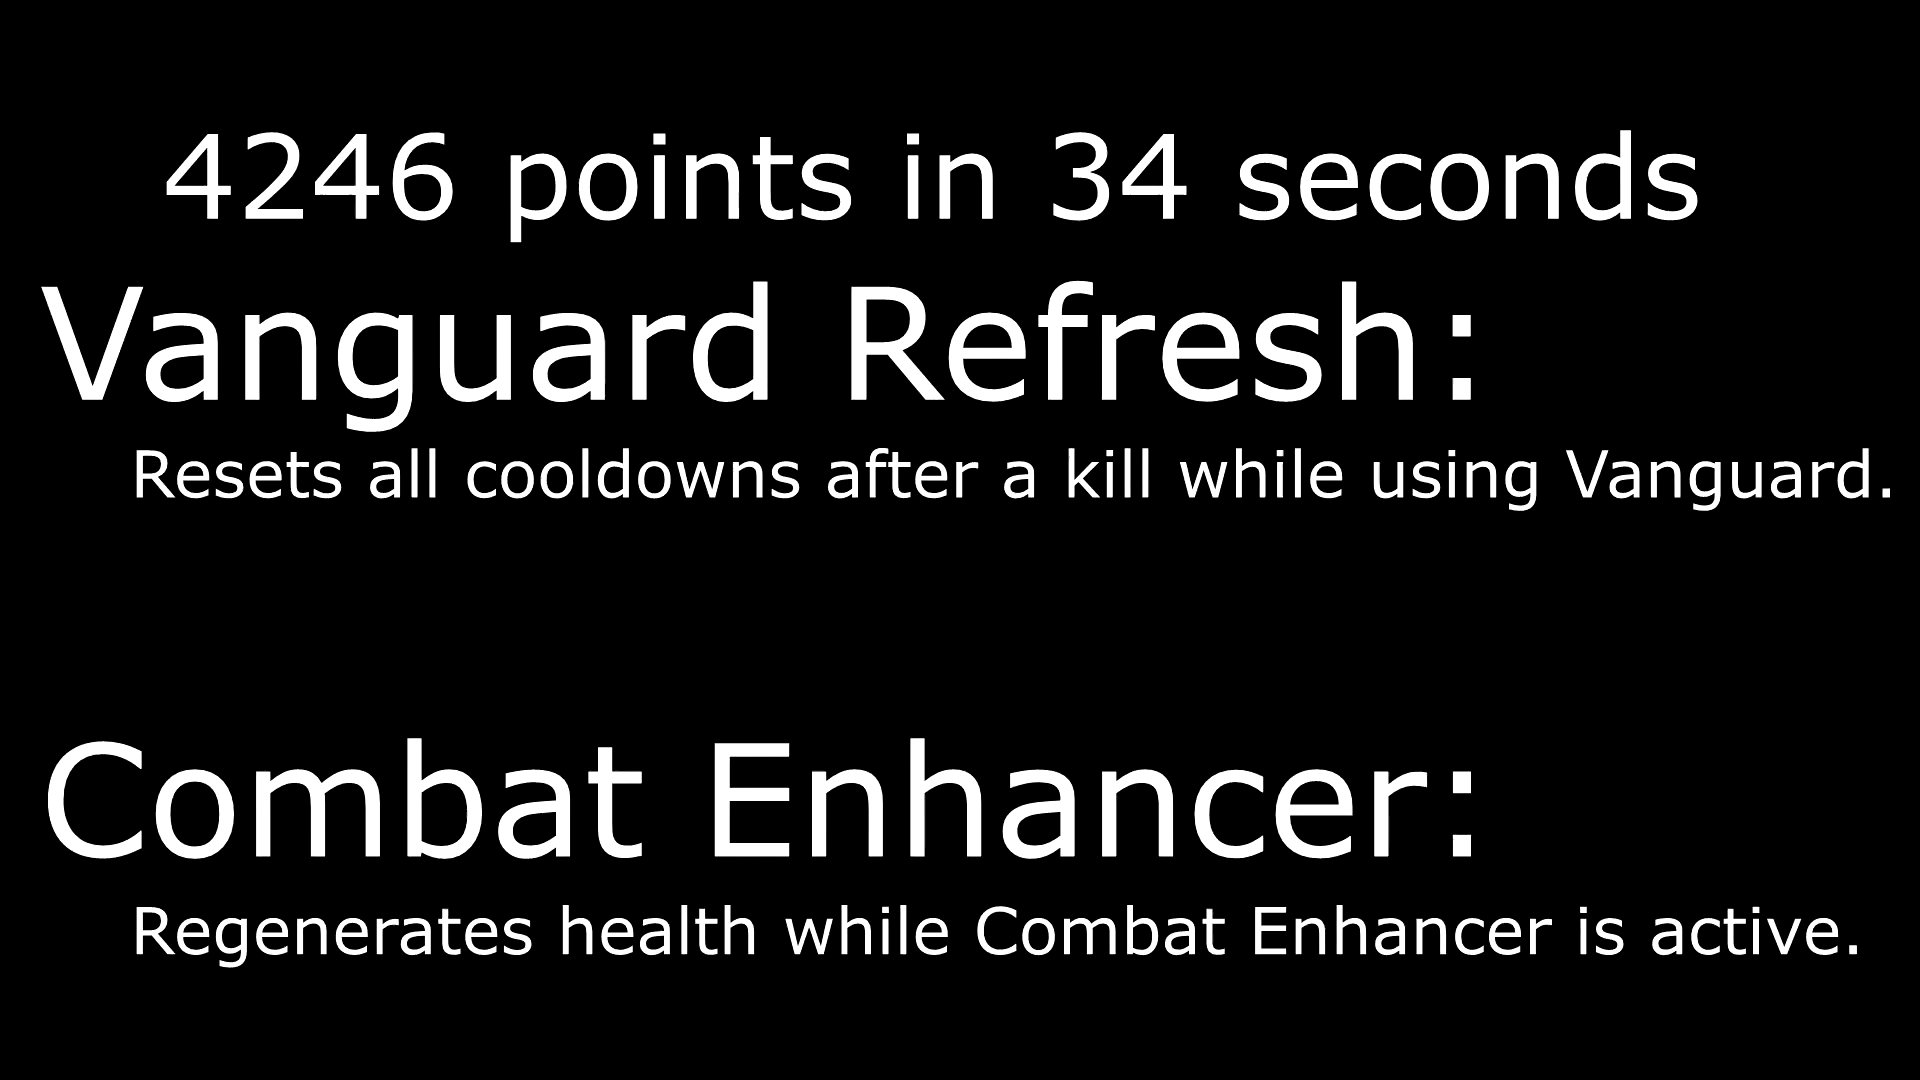 4246 points in 34 seconds
Vanguard Refresh:
Resets all cooldowns after a kill while using Vanguard.
Combat Enhancer:
Regenerates health while Combat Enhancer is active.